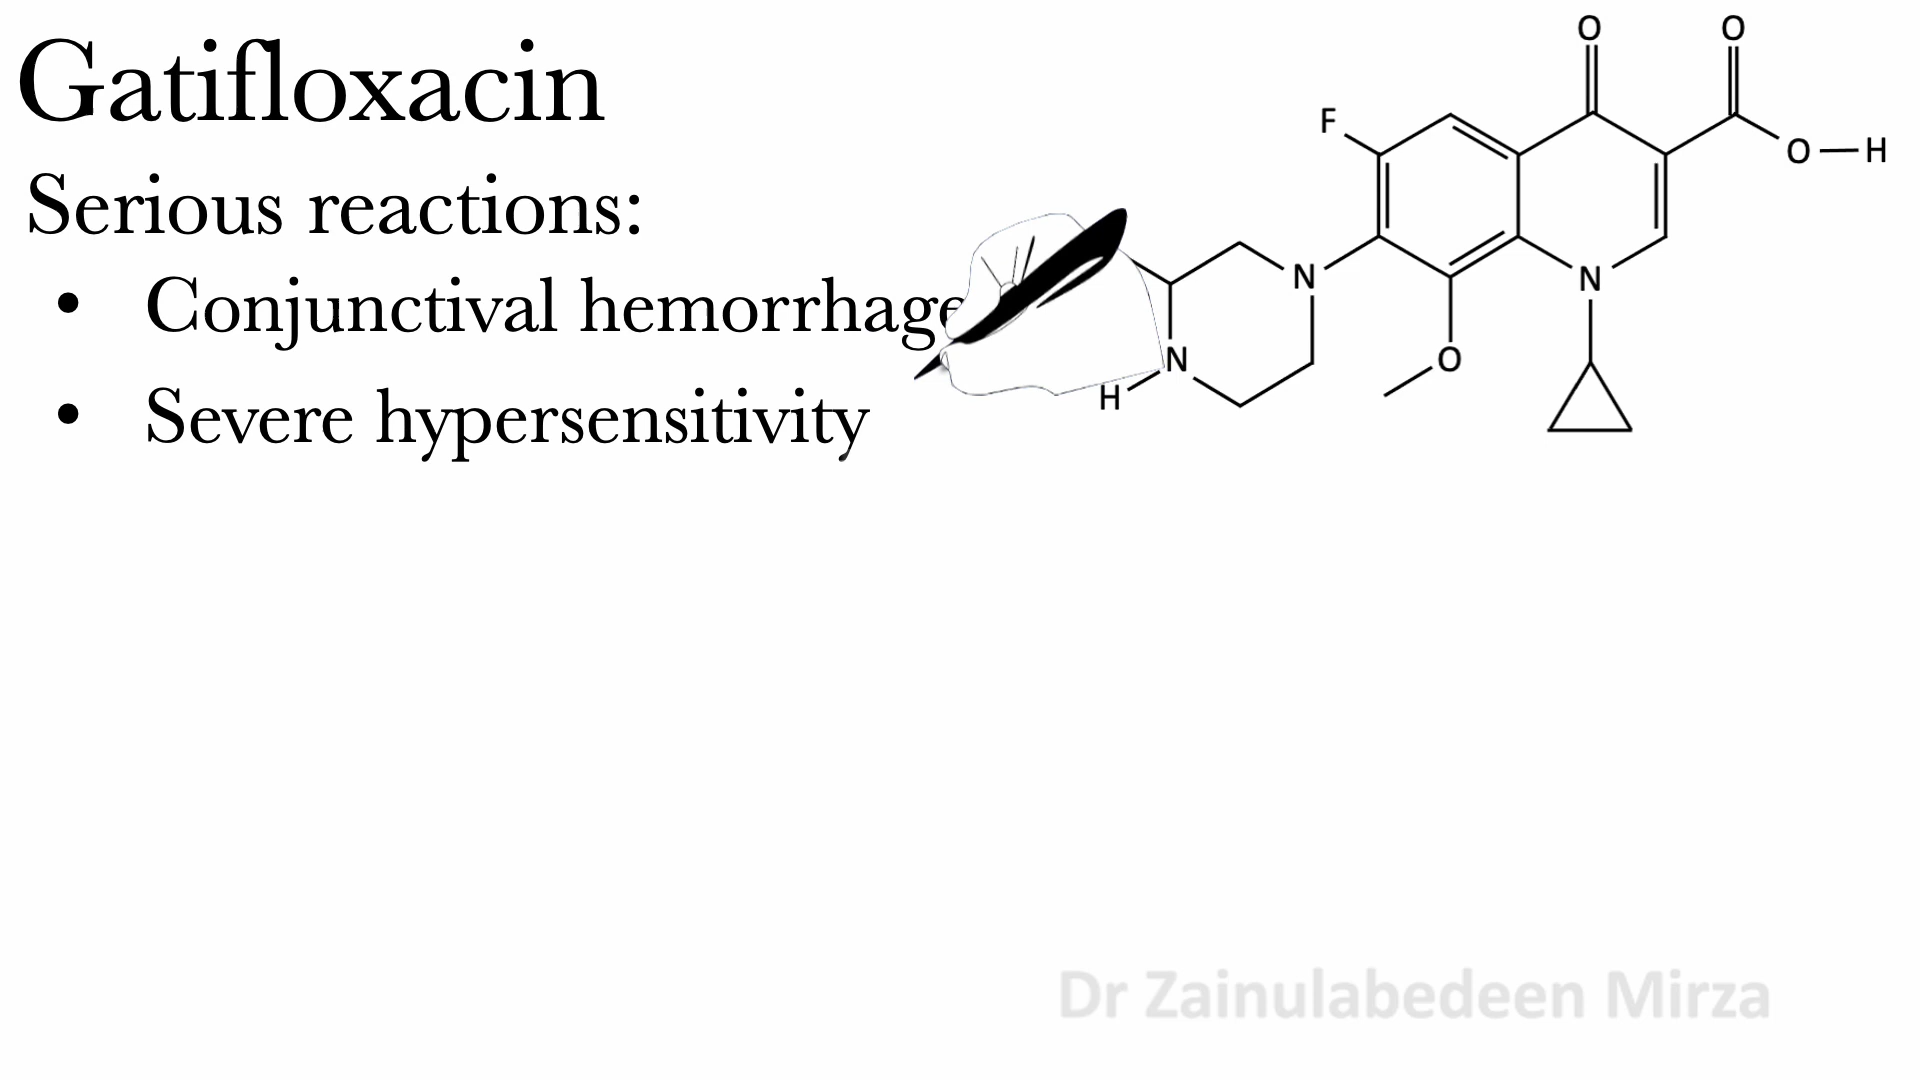 Gatifloxacin
Serious reactions:
• Conjunctival hemorrhage
• Severe hypersensitivity
O O
F
O—H
N N
N O
H
Dr Zainulabedeen Mirza